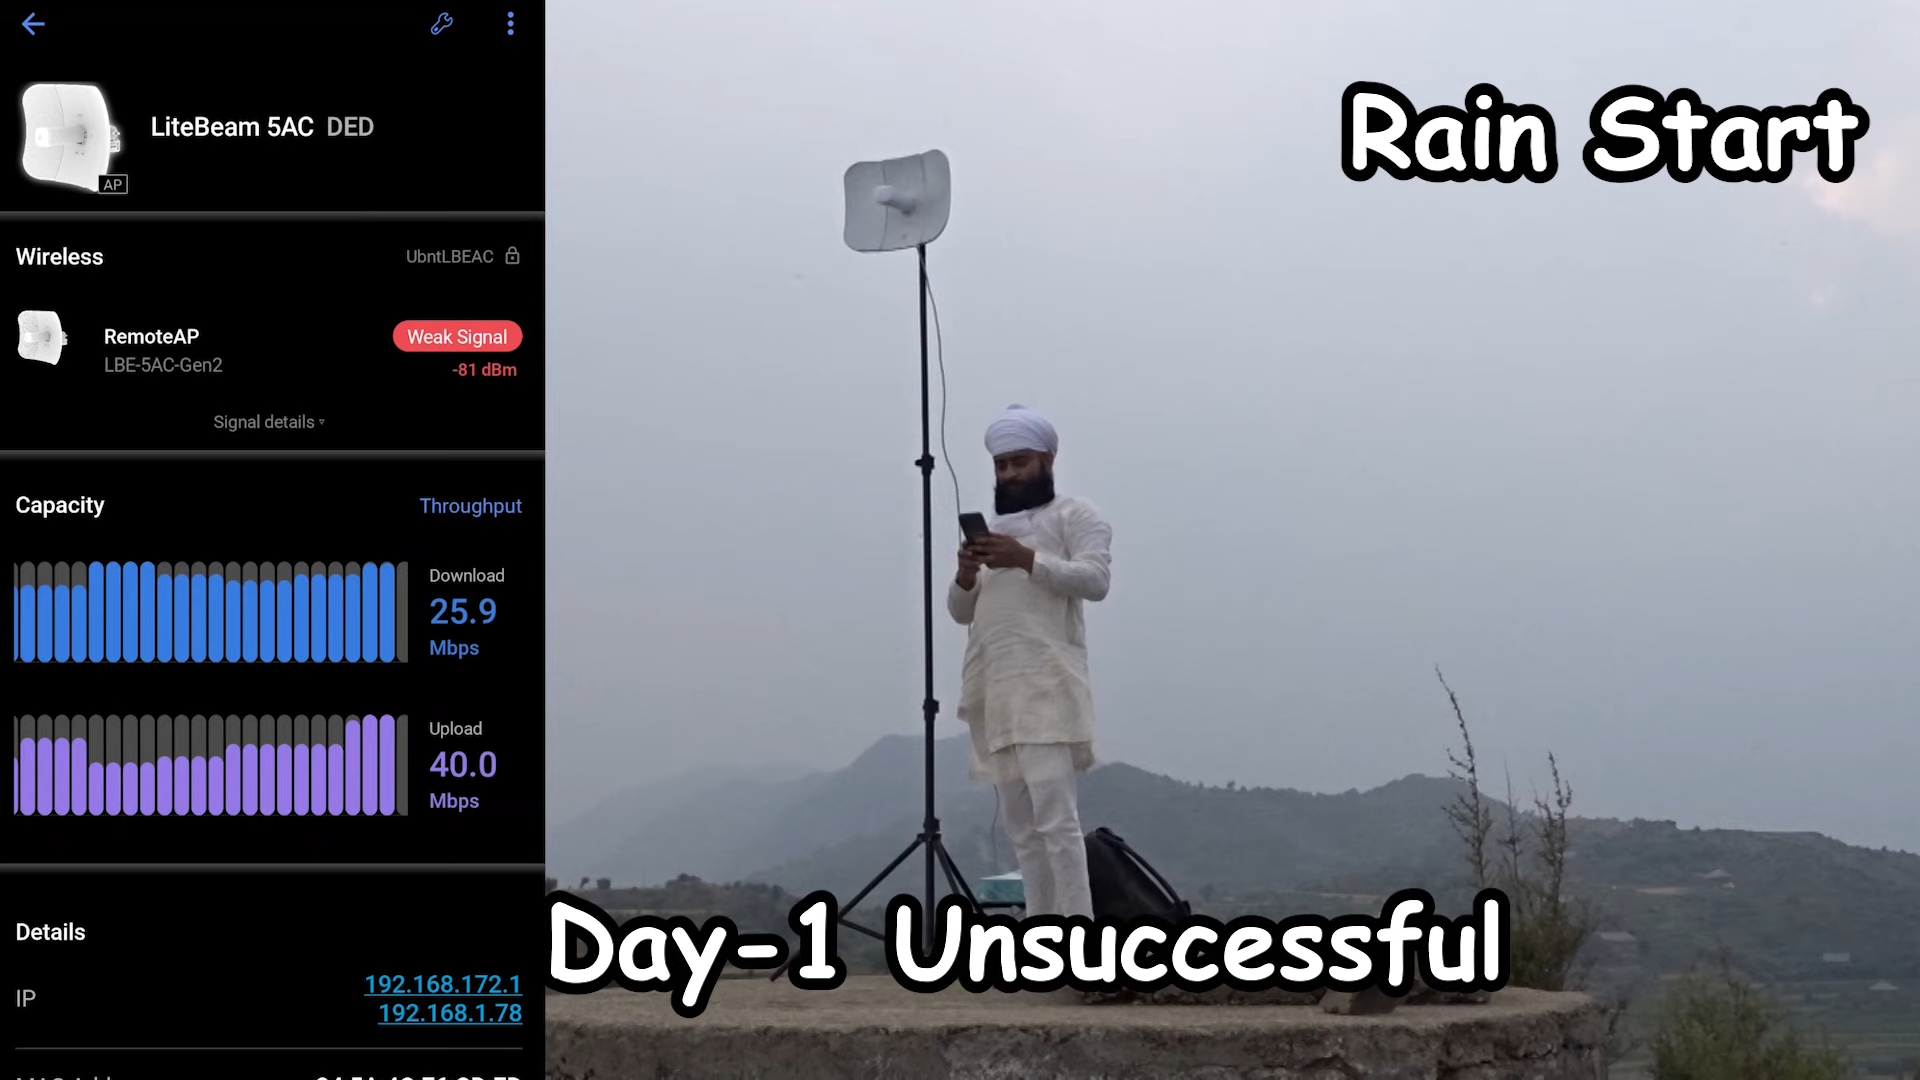 LiteBeam 5AC DED
AP
Wireless UbntLBEAC
RemoteAP Weak Signal
LBE-5AC-Gen2 -81 dBm
Signal details
Capacity Throughput
Download
25.9
Mbps
Upload
40.0
Mbps
Details
IP 192.168.172.1
192.168.1.78
Rain Start
Day-1 Unsuccessful